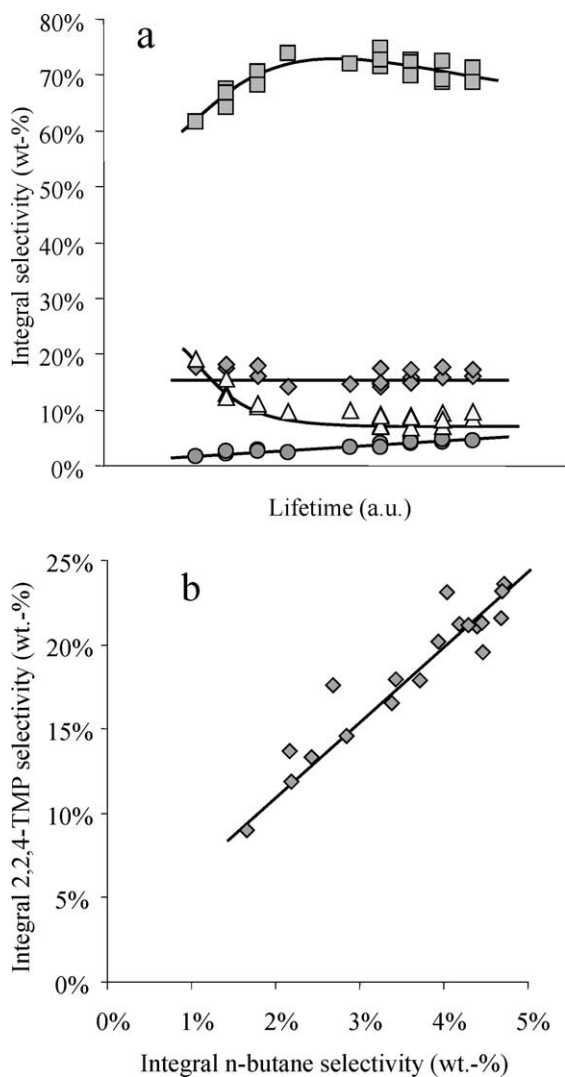 a
Integral selectivity (wt-%)
80%
70%
60%
50%
40%
30%
20%
10%
0%
Lifetime (a.u.)
b
Integral 2,2,4-TMP selectivity (wt.-%)
25%
20%
15%
10%
5%
0%
0% 1% 2% 3% 4% 5%
Integral n-butane selectivity (wt.-%)